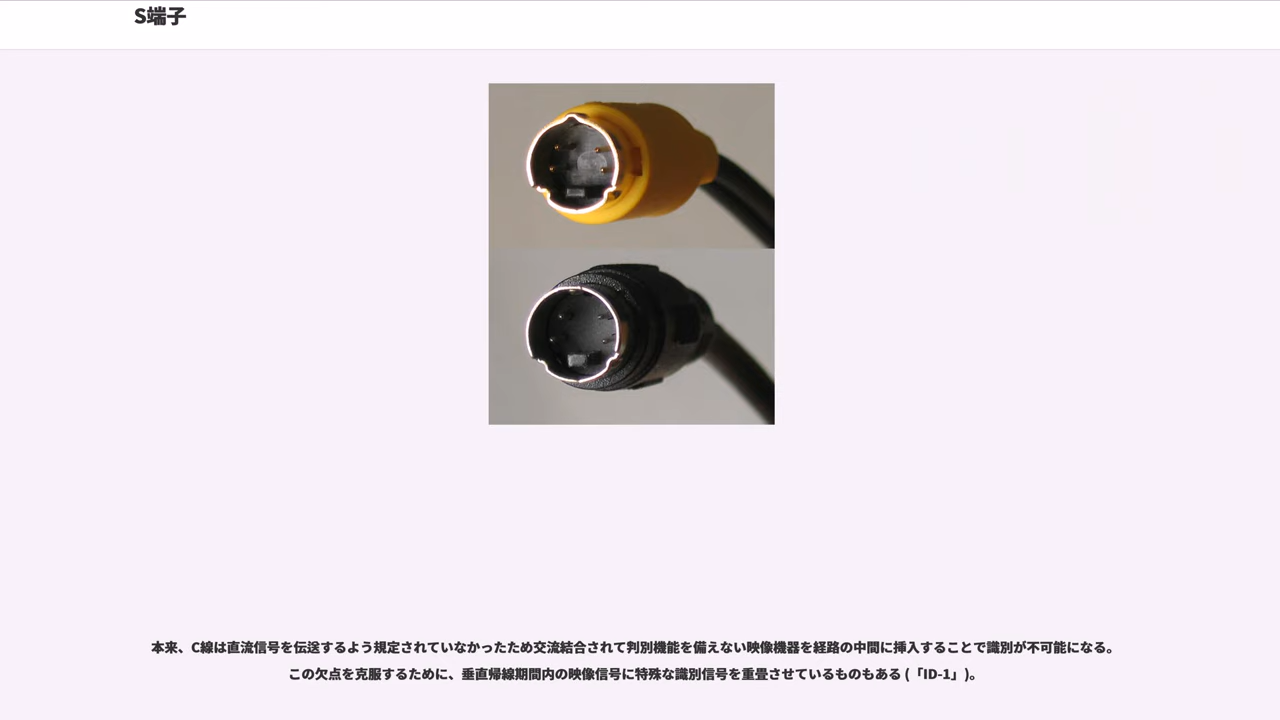 S端子
本来、C線は直流信号を伝送するよう規定されていなかったため交流結合されて判別機能を備えない映像機器を経路の中間に挿入することで識別が不可能になる。
この欠点を克服するために、垂直帰線期間内の映像信号に特殊な識別信号を重畳させているものもある (「ID-1」)。